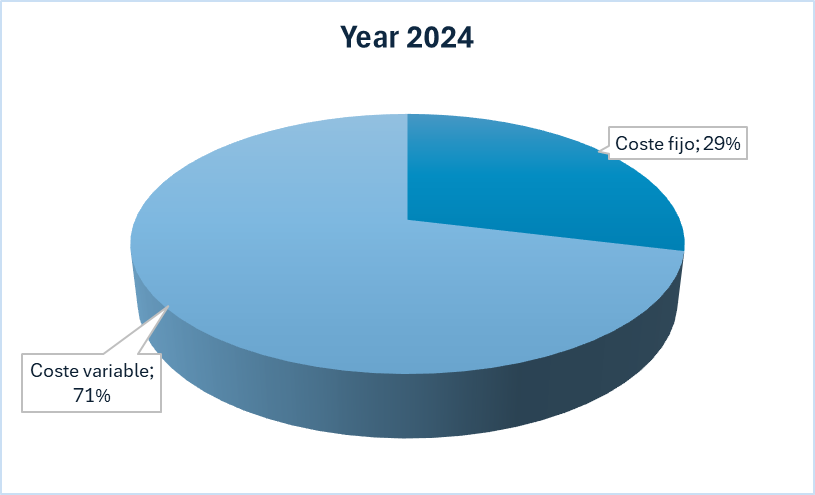 Year 2024
Coste fijo; 29%
Coste variable;
71%